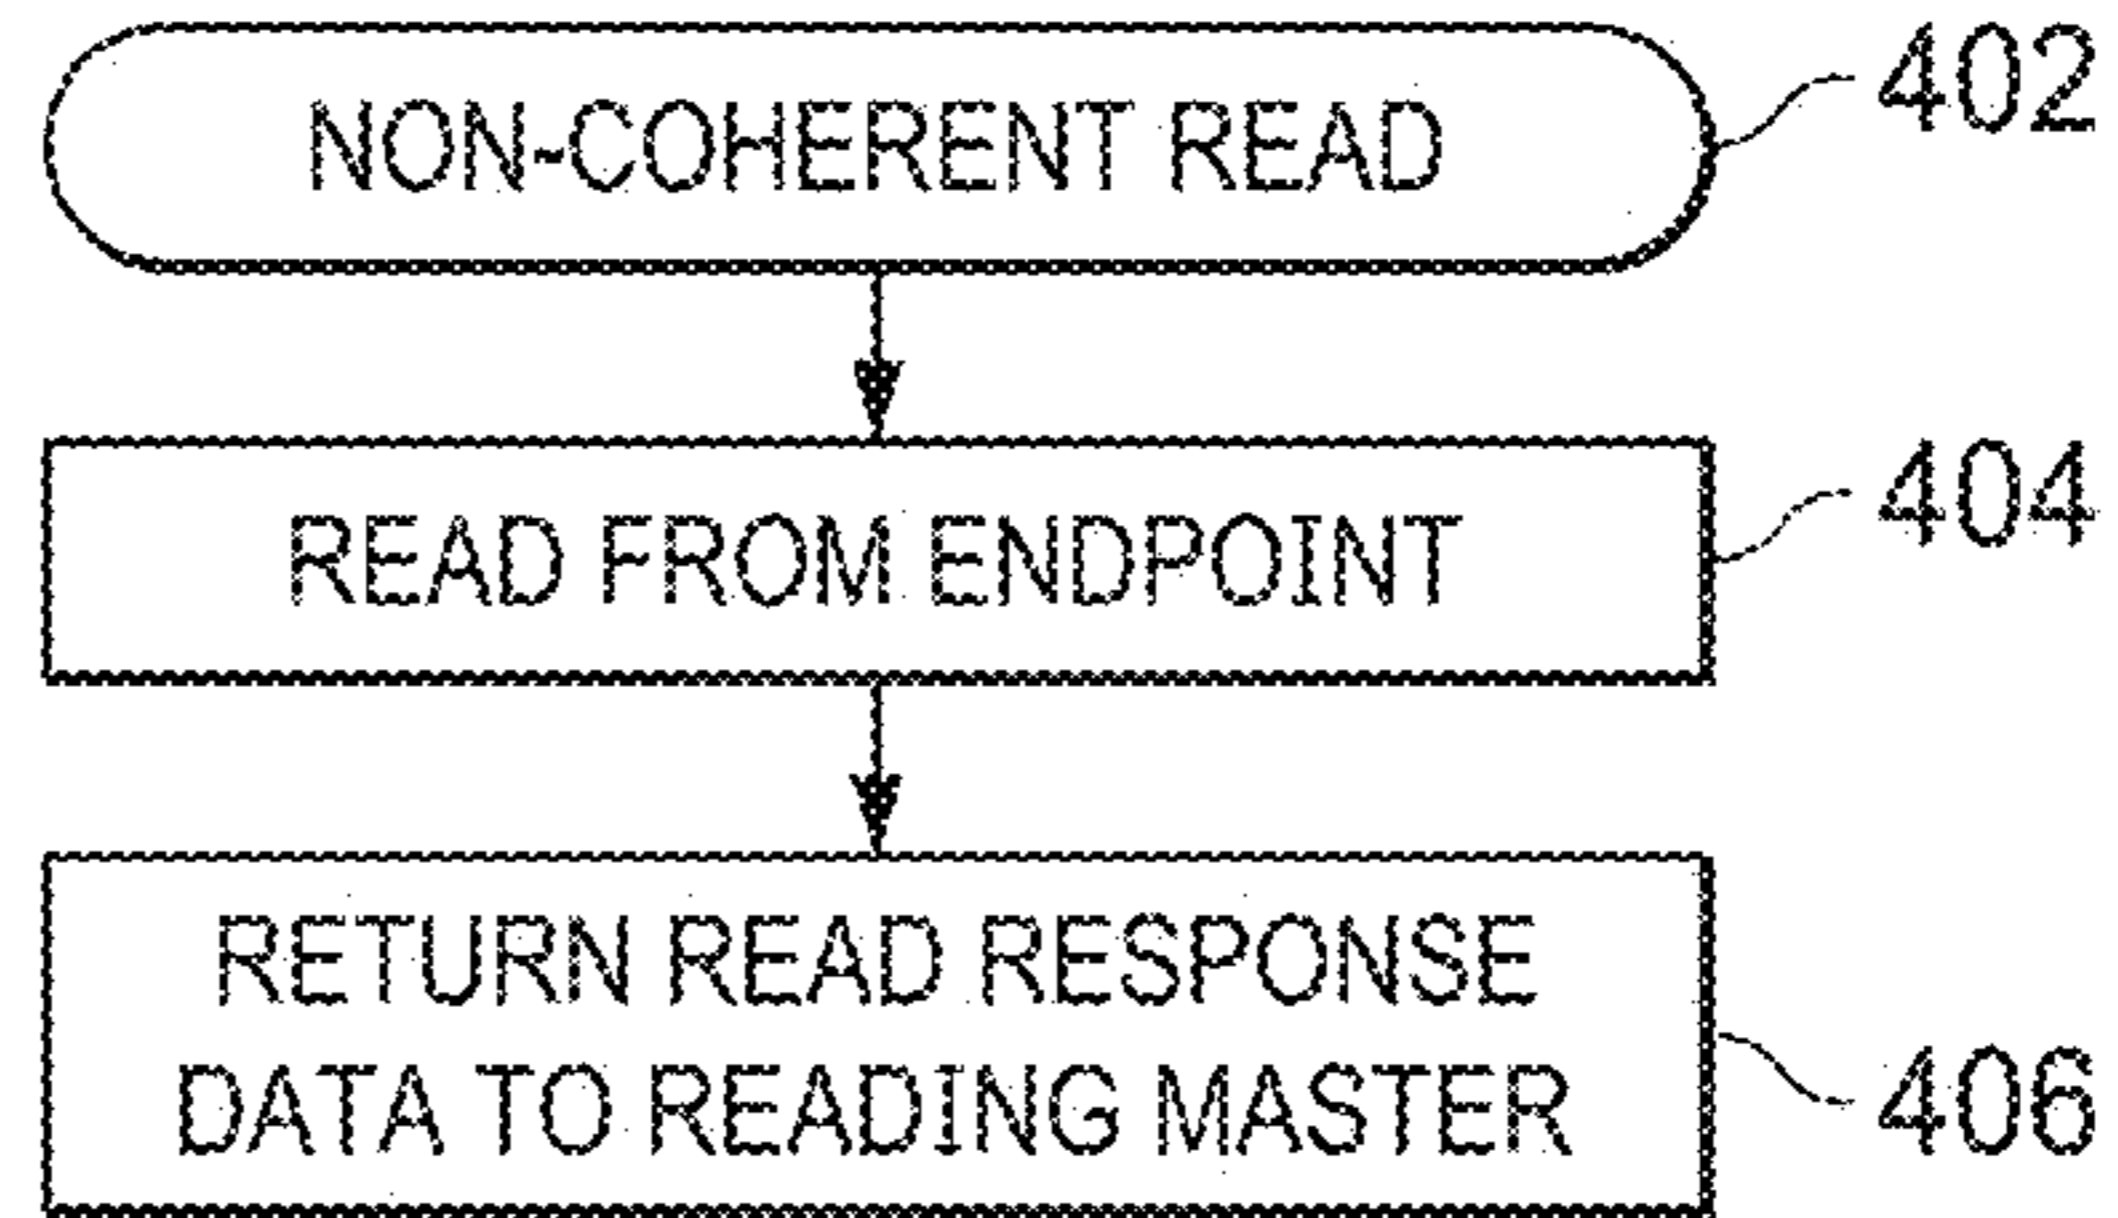 NON-COHERENT READ
402
READ FROM ENDPOINT
404
RETURN READ RESPONSE
DATA TO READING MASTER
406